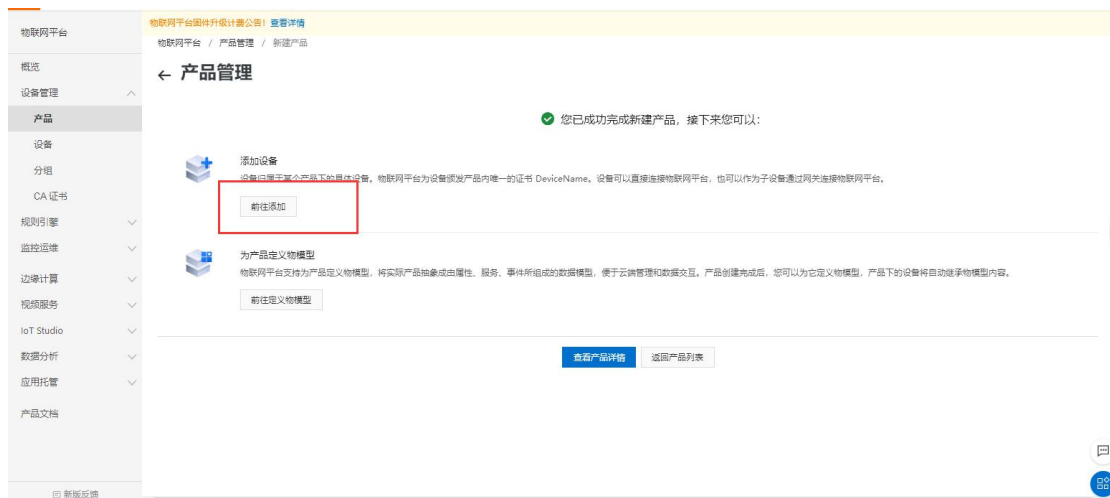 物联网平台固件升级计费公告! 查看详情
物联网平台
物联网平台 / 产品管理 / 新建产品
← 产品管理
概览
设备管理
产品
设备
分组
CA 证书
规则引擎
监控运维
边缘计算
视频服务
IoT Studio
数据分析
应用托管
产品文档
新版反馈
您已成功完成新建产品，接下来您可以：
添加设备
设备归属于某个产品下的具体设备。物联网平台为设备颁发产品内唯一的证书 DeviceName。设备可以直接连接物联网平台，也可以作为子设备通过网关连接物联网平台。
前往添加
为产品定义物模型
物联网平台支持为产品定义物模型，将实际产品抽象成由属性、服务、事件所组成的数据模型，便于云端管理和数据交互。产品创建完成后，您可以为它定义物模型，产品下的设备将自动继承物模型内容。
前往定义物模型
查看产品详情
返回产品列表